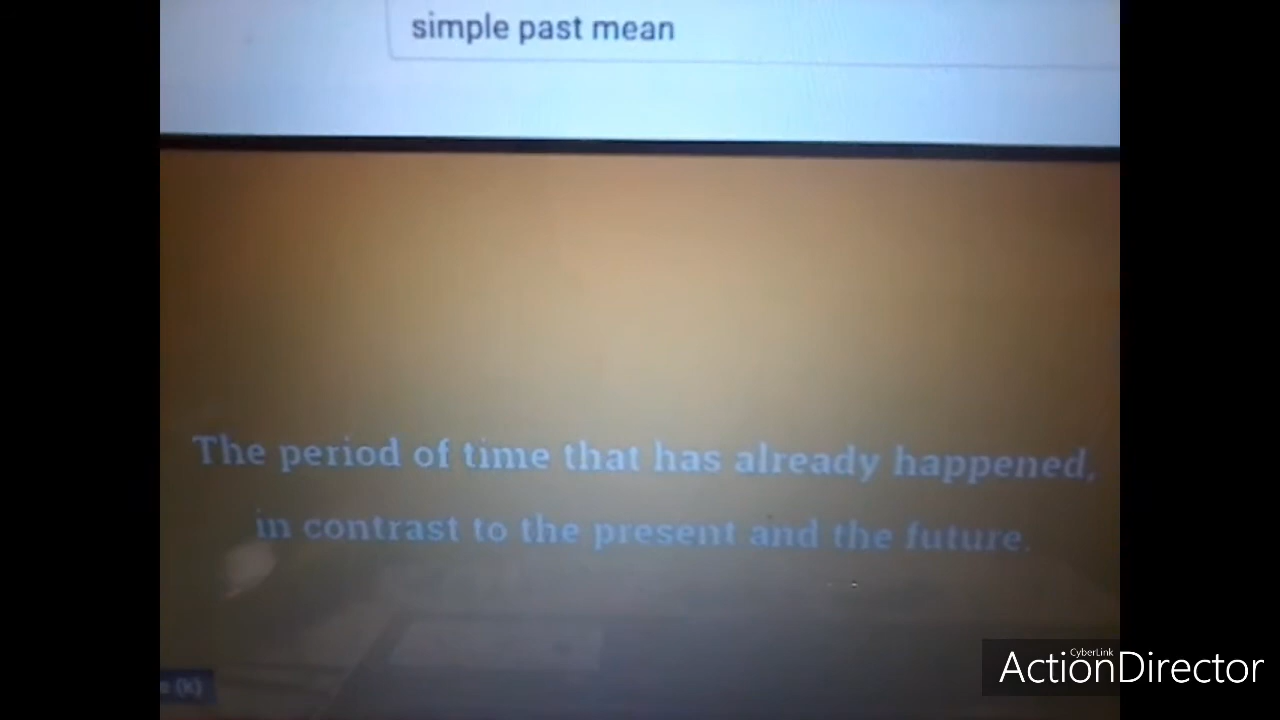 simple past mean
The period of time that has already happened,
in contrast to the present and the future.
(k)
CyberLink
ActionDirector